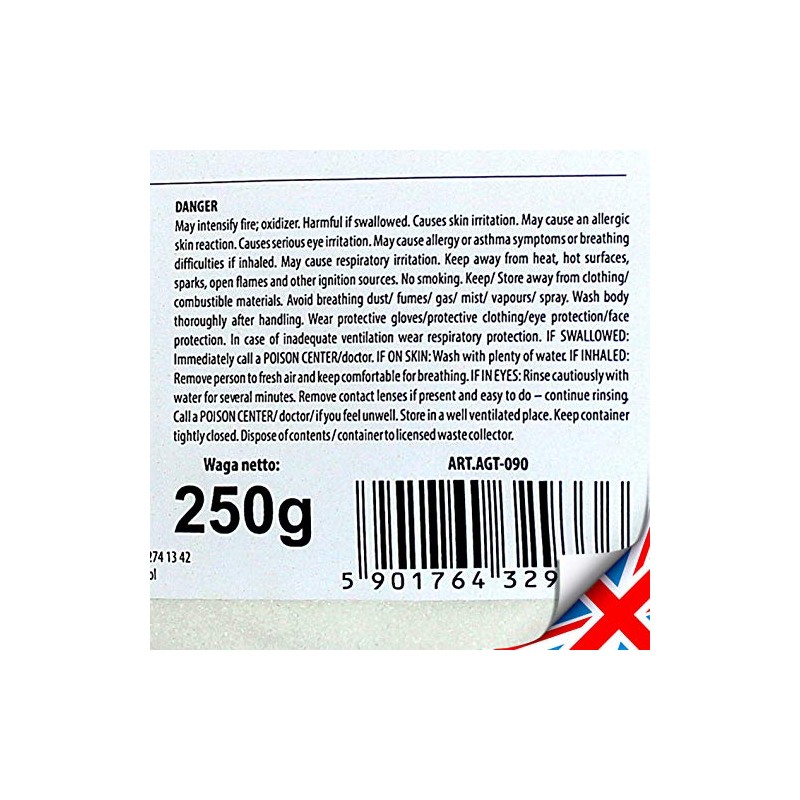 DANGER
May intensify fire; oxidizer. Harmful if swallowed. Causes skin irritation. May cause an allergic
skin reaction. Causes serious eye irritation. May cause allergy or asthma symptoms or breathing
difficulties if inhaled. May cause respiratory irritation. Keep away from heat, hot surfaces,
sparks, open flames and other ignition sources. No smoking. Keep/ Store away from clothing/
combustible materials. Avoid breathing dust/ fumes/ gas/ mist/ vapours/ spray. Wash body
thoroughly after handling. Wear protective gloves/protective clothing/eye protection/face
protection. In case of inadequate ventilation wear respiratory protection. IF SWALLOWED:
Immediately call a POISON CENTER/doctor. IF ON SKIN: Wash with plenty of water. IF INHALED:
Remove person to fresh air and keep comfortable for breathing. IF IN EYES: Rinse cautiously with
water for several minutes. Remove contact lenses if present and easy to do – continue rinsing.
Call a POISON CENTER/ doctor/ if you feel unwell. Store in a well ventilated place. Keep container
tightly closed. Dispose of contents / container to licensed waste collector.
Waga netto:
250g
ART.AGT-090
274 13 42
ol
5 901764 329